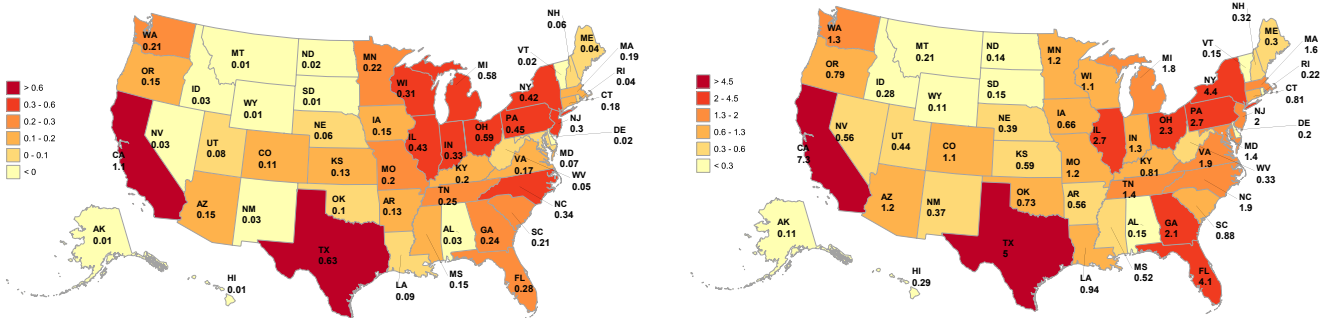 NH
0.06
ME
0.04
MA
0.19
WA
0.21
VT
0.02
MT
0.01
ND
0.02
MN
0.22
MI
0.58
RI
0.04
OR
0.15
ID
0.03
SD
0.01
WI
0.31
NY
0.42
CT
0.18
> 0.6
0.3 - 0.6
0.2 - 0.3
0.1 - 0.2
0 - 0.1
< 0
WY
0.01
IA
0.15
PA
0.45
NJ
0.3
NE
0.06
OH
0.59
DE
0.02
NV
0.03
UT
0.08
CO
0.11
IL
0.43
IN
0.33
MD
0.07
CA
1.1
KS
0.13
MO
0.2
KY
0.2
VA
0.17
WV
0.05
AZ
0.15
NM
0.03
OK
0.1
AR
0.13
TN
0.25
NC
0.34
AK
0.01
TX
0.63
AL
0.03
GA
0.24
SC
0.21
HI
0.01
LA
0.09
MS
0.15
FL
0.28
NH
0.32
ME
0.3
MA
1.6
WA
1.3
VT
0.15
MT
0.21
ND
0.14
MN
1.2
MI
1.8
RI
0.22
OR
0.79
ID
0.28
SD
0.15
WI
1.1
NY
4.4
CT
0.81
> 4.5
2 - 4.5
1.3 - 2
0.6 - 1.3
0.3 - 0.6
< 0.3
WY
0.11
IA
0.66
PA
2.7
NJ
2
NE
0.39
OH
2.3
DE
0.2
NV
0.56
UT
0.44
CO
1.1
IL
2.7
IN
1.3
MD
1.4
CA
7.3
KS
0.59
MO
1.2
KY
0.81
VA
1.9
WV
0.33
AZ
1.2
NM
0.37
OK
0.73
AR
0.56
TN
1.4
NC
1.9
AK
0.11
TX
5
AL
0.15
GA
2.1
SC
0.88
HI
0.29
LA
0.94
MS
0.52
FL
4.1